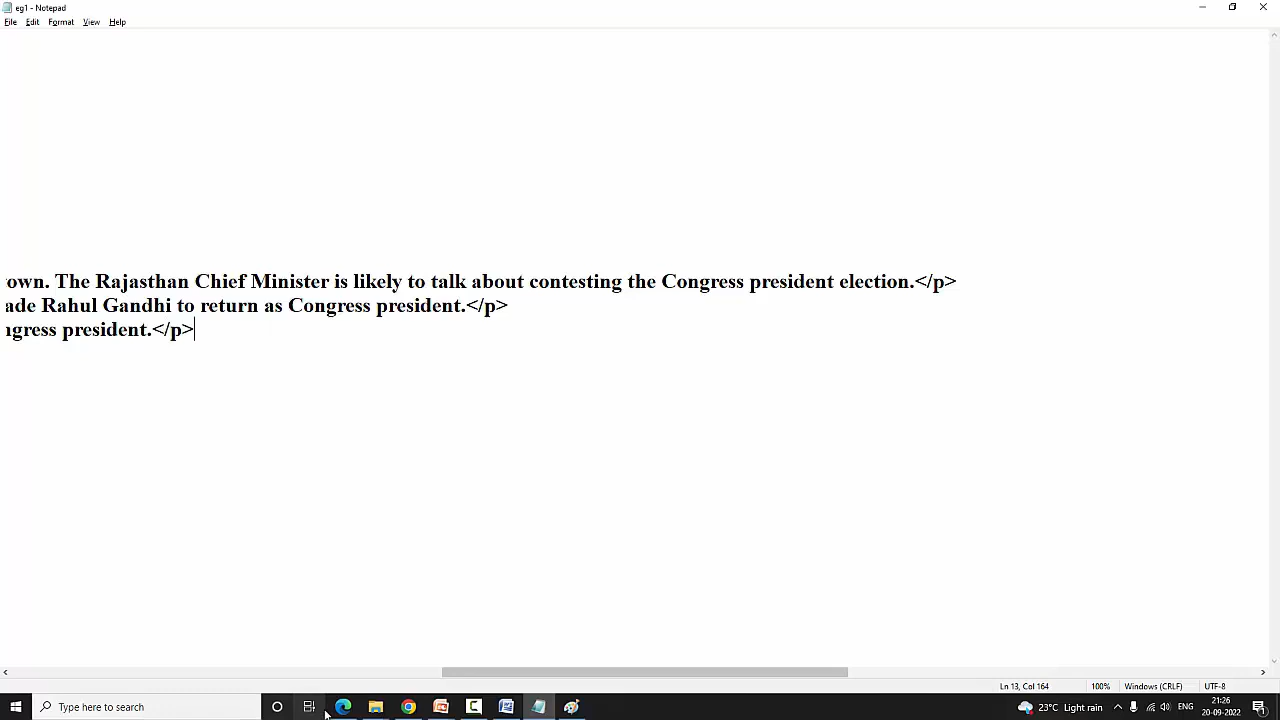 eg1 - Notepad
File Edit Format View Help
own. The Rajasthan Chief Minister is likely to talk about contesting the Congress president election.</p>
ade Rahul Gandhi to return as Congress president.</p>
ngress president.</p>
Ln 13, Col 164 100% Windows (CRLF) UTF-8
Type here to search
23°C Light rain ENG 21:26
20-09-2022